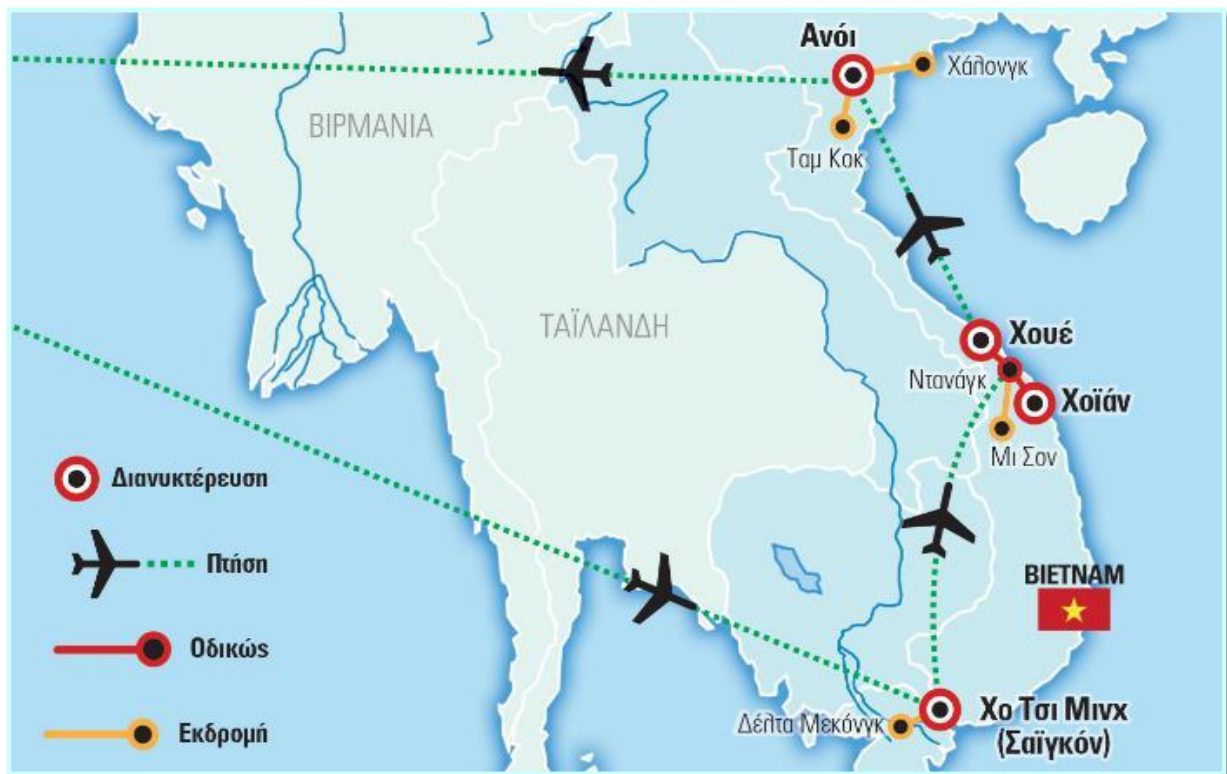 Ανόι
Χάλονγκ
ΒΙΡΜΑΝΙΑ
Ταμ Κοκ
ΤΑΪΛΑΝΔΗ
Χουέ
Ντανάγκ
Χοϊάν
Μι Σον
Διανυκτέρευση
Πτήση
ΒΙΕΤΝΑΜ
Οδικώς
Δέλτα Μεκόνγκ
Χο Τσι Μινχ
(Σαϊγκόν)
Εκδρομή